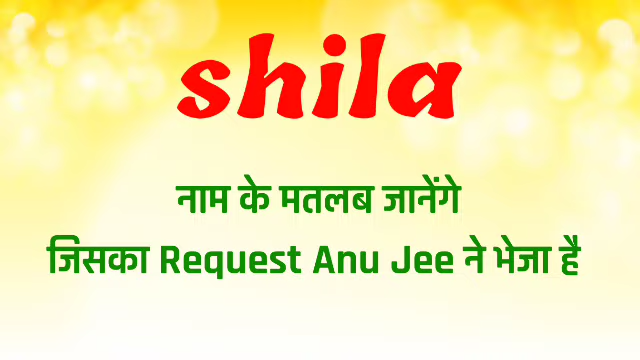 shila
नाम के मतलब जानेंगे
जिसका Request Anu Jee ने भेजा है